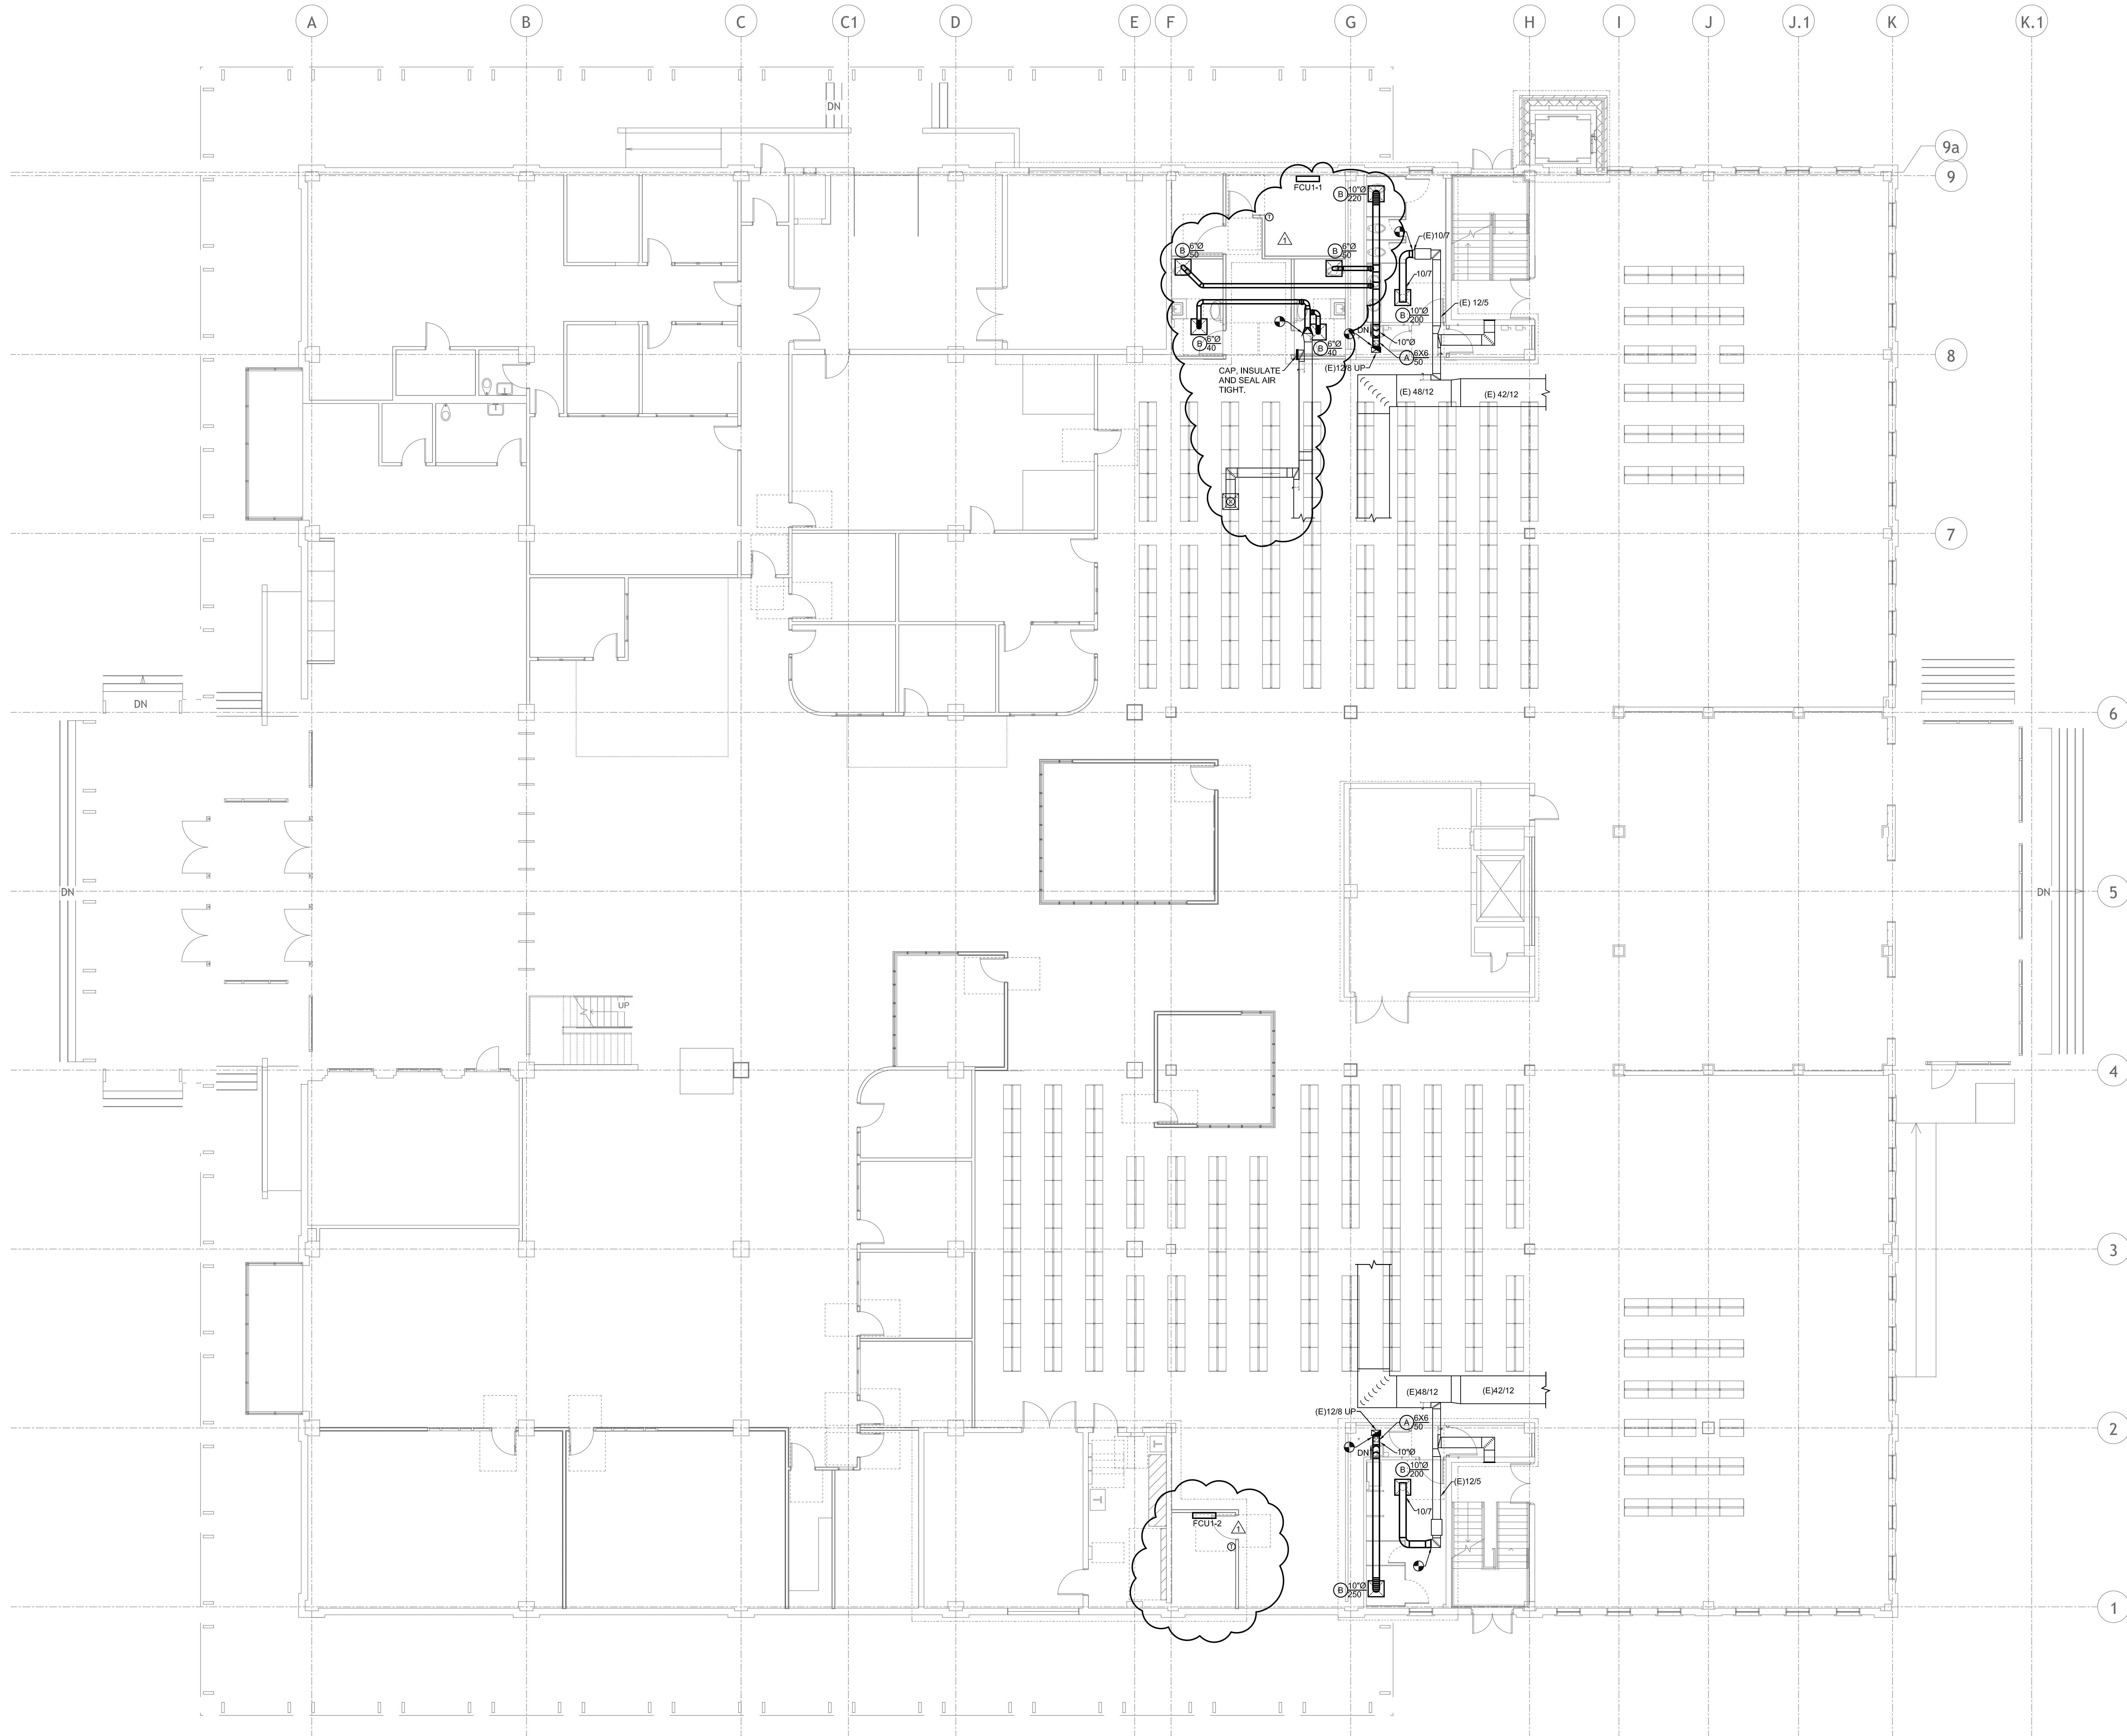 A
B
C
C1
D
E
F
G
H
I
J
J.1
K
K.1
DN
9a
9
FCU1-1
B 10"Ø
220
T
1
B 6"Ø
50
B 6"Ø
50
(E)10/7
10/7
(E) 12/5
B 10"Ø
200
DN
10"Ø
B 6"Ø
40
B 6"Ø
40
A 6X6
50
8
(E)12/8 UP
CAP, INSULATE
AND SEAL AIR
TIGHT.
(E) 48/12
(E) 42/12
7
DN
6
DN
5
DN
UP
4
3
(E)48/12
(E)42/12
(E)12/8 UP
A 6X6
50
2
DN
10"Ø
B 10"Ø
200
(E)12/5
10/7
FCU1-2
1
T
B 10"Ø
250
1